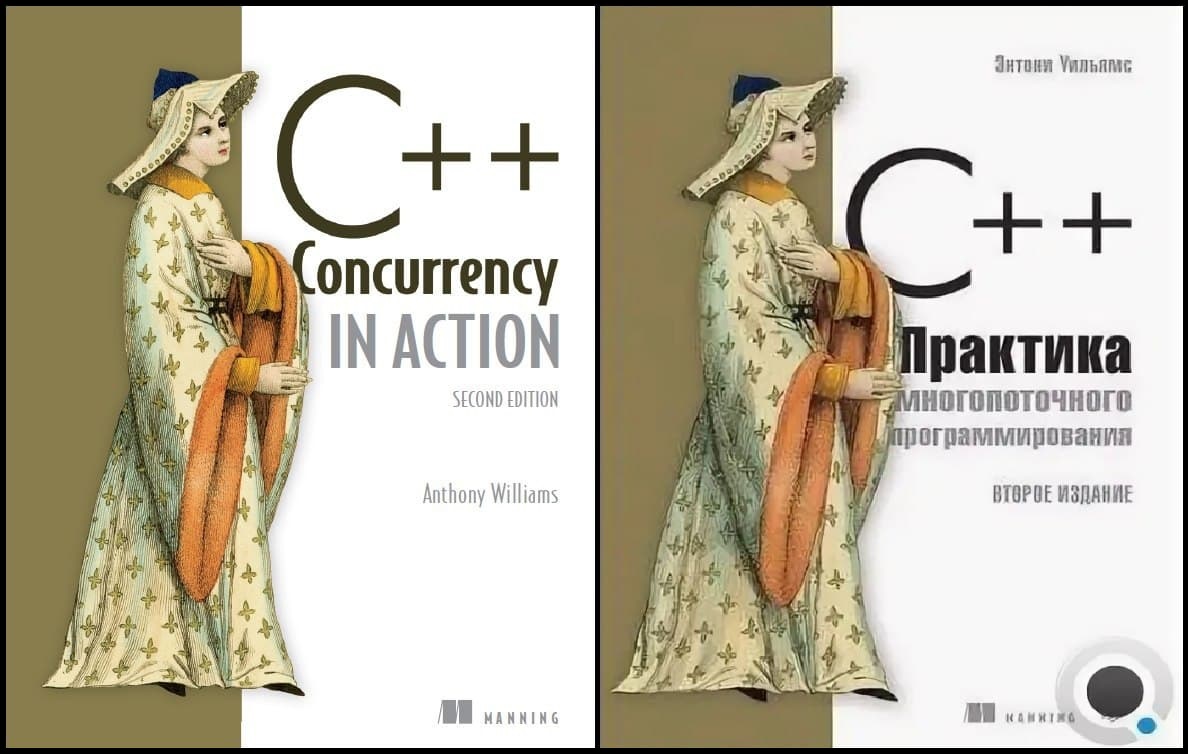 C++
Concurrency
IN ACTION
SECOND EDITION
Anthony Williams
MANNING
Энтони Уильямс
C++
Практика
многопоточного
программирования
ВТОРОЕ ИЗДАНИЕ
MANNING